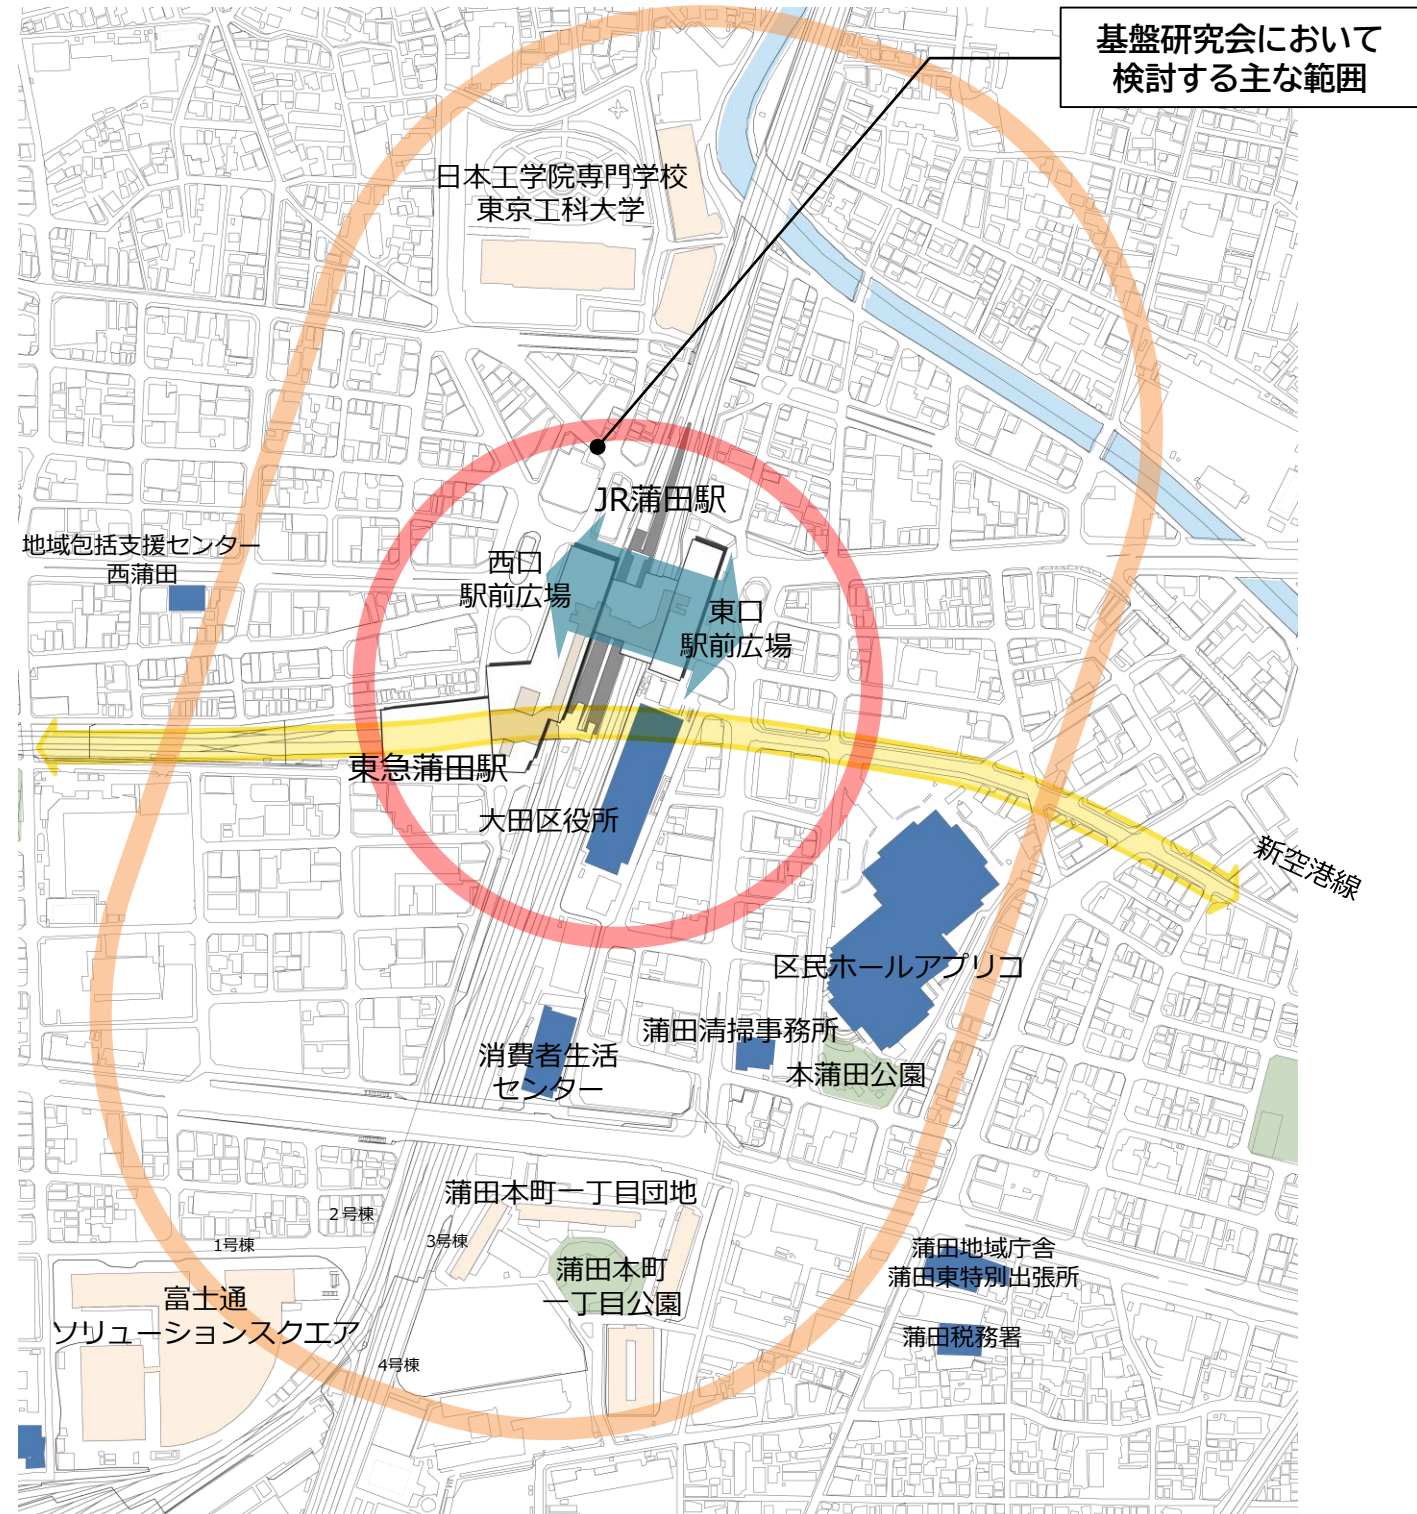 基盤研究会において
検討する主な範囲
日本工学院専門学校
東京工科大学
JR蒲田駅
地域包括支援センター
西蒲田
西口
駅前広場
東口
駅前広場
東急蒲田駅
大田区役所
新空港線
区民ホールアプリコ
蒲田清掃事務所
消費者生活
センター
本蒲田公園
蒲田本町一丁目団地
2号棟
3号棟
1号棟
蒲田本町
一丁目公園
蒲田地域庁舎
蒲田東特別出張所
富士通
ソリューションスクエア
蒲田税務署
4号棟